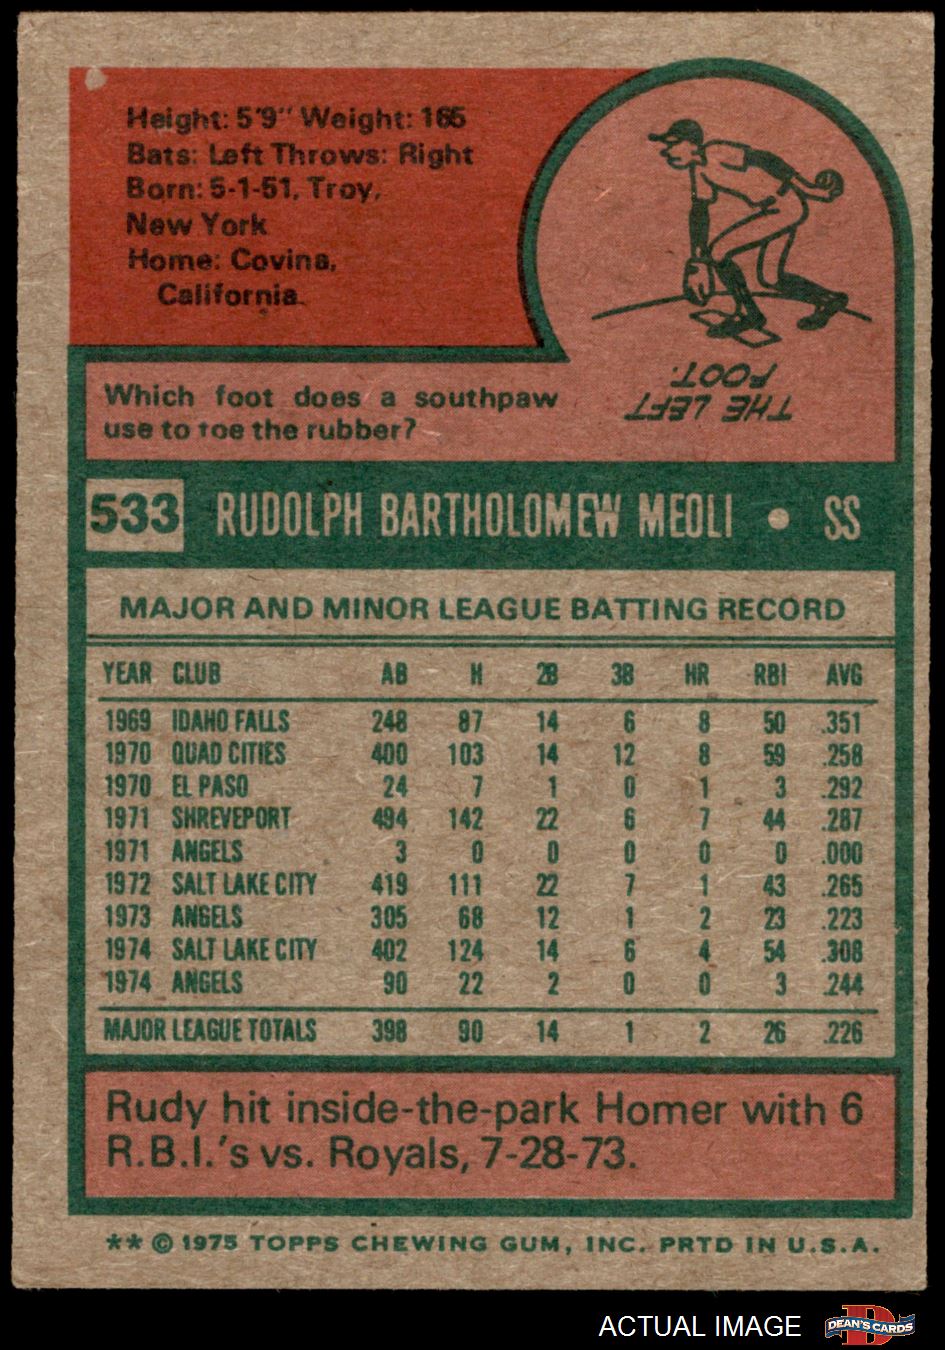 Height: 5'9" Weight: 165
Bats: Left Throws: Right
Born: 5-1-51, Troy,
New York
Home: Covina,
California.
Which foot does a southpaw
use to toe the rubber?
THE LEFT
FOOT.
533 RUDOLPH BARTHOLOMEW MEOLI • SS
MAJOR AND MINOR LEAGUE BATTING RECORD
YEAR CLUB AB H 2B 3B HR RBI AVG
1969 IDAHO FALLS 248 87 14 6 8 50 .351
1970 QUAD CITIES 400 103 14 12 8 59 .258
1970 EL PASO 24 7 1 0 1 3 .292
1971 SHREVEPORT 494 142 22 6 7 44 .287
1971 ANGELS 3 0 0 0 0 0 .000
1972 SALT LAKE CITY 419 111 22 7 1 43 .265
1973 ANGELS 305 68 12 1 2 23 .223
1974 SALT LAKE CITY 402 124 14 6 4 54 .308
1974 ANGELS 90 22 2 0 0 3 .244
MAJOR LEAGUE TOTALS 398 90 14 1 2 26 .226
Rudy hit inside-the-park Homer with 6
R.B.I.'s vs. Royals, 7-28-73.
** © 1975 TOPPS CHEWING GUM, INC. PRTD IN U.S.A.
ACTUAL IMAGE DEAN'S CARDS